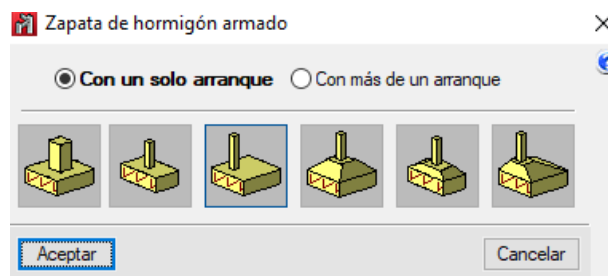 Zapata de hormigón armado
Con un solo arranque Con más de un arranque
Aceptar Cancelar